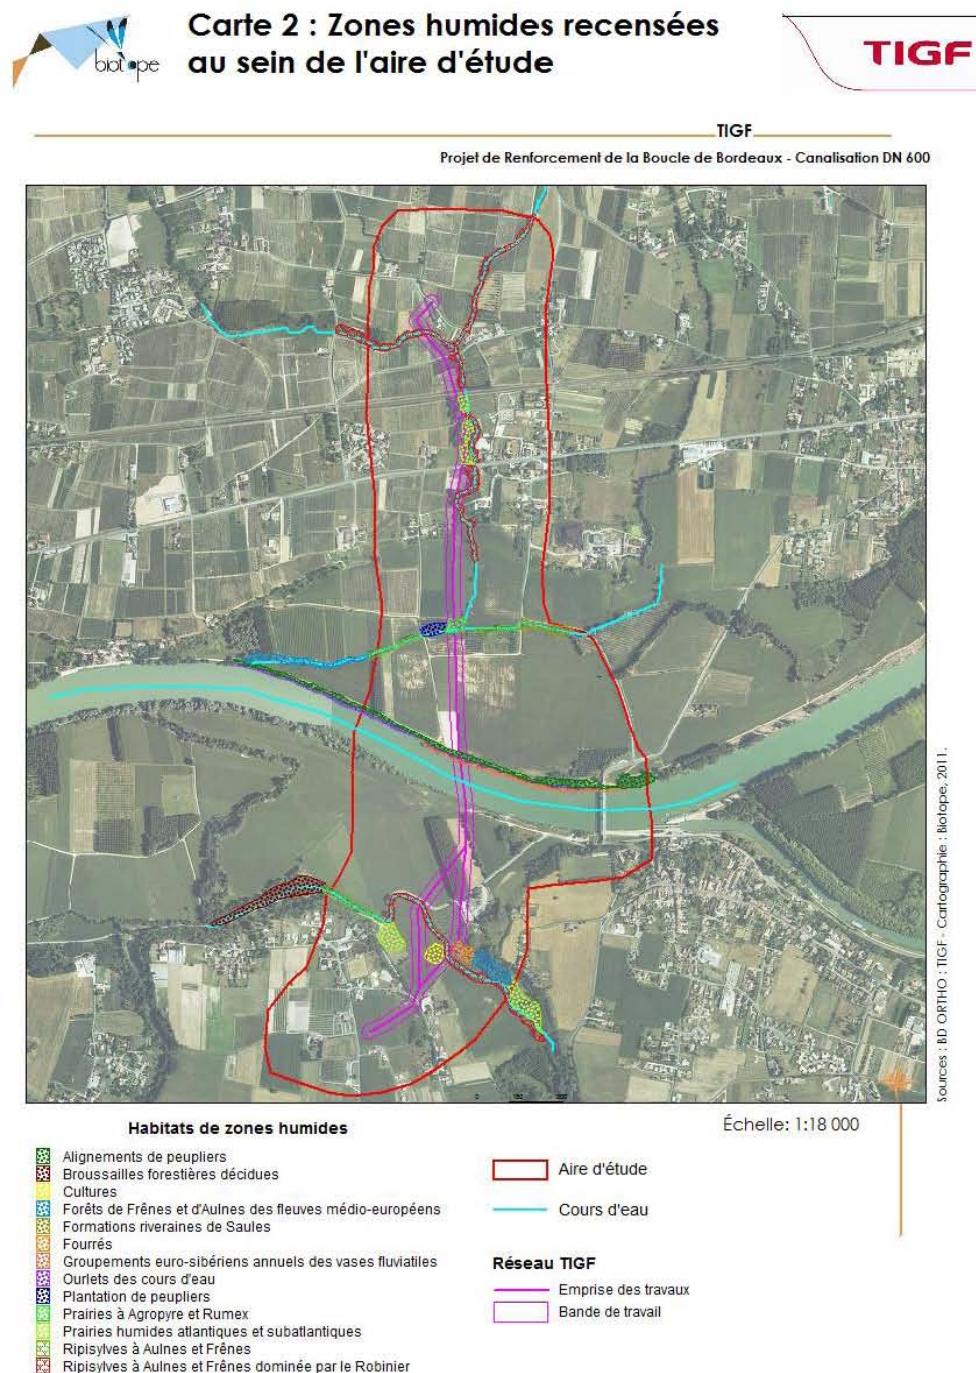 Carte 2 : Zones humides recensées
au sein de l'aire d'étude
biotope
TIGF
TIGF
Projet de Renforcement de la Boucle de Bordeaux - Canalisation DN 600
Sources : BD ORTHO : TIGF - Cartographie : Biotope, 2011.
Échelle: 1:18 000
Habitats de zones humides
Alignements de peupliers
Broussailles forestières décidues
Cultures
Forêts de Frênes et d'Aulnes des fleuves médio-européens
Formations riveraines de Saules
Fourrés
Groupements euro-sibériens annuels des vases fluviatiles
Ourlets des cours d'eau
Plantation de peupliers
Prairies à Agropyre et Rumex
Prairies humides atlantiques et subatlantiques
Ripisylves à Aulnes et Frênes
Ripisylves à Aulnes et Frênes dominée par le Robinier
Aire d'étude
Cours d'eau
Réseau TIGF
Emprise des travaux
Bande de travail